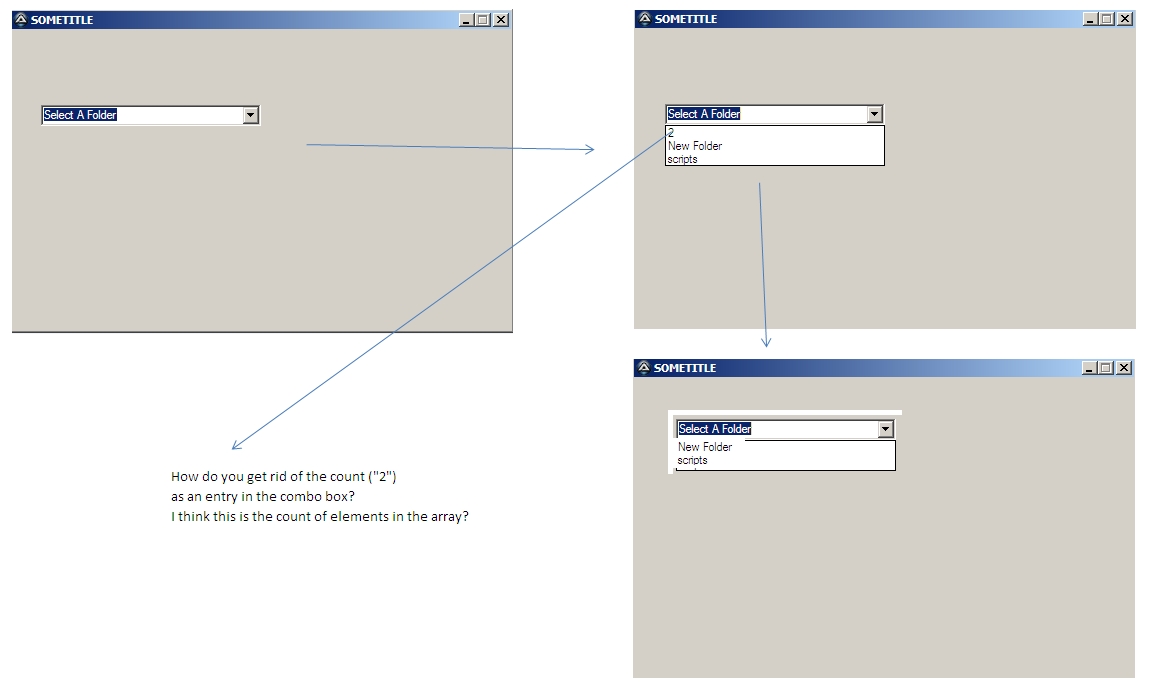 SOMETITLE
Select A Folder
SOMETITLE
Select A Folder
2
New Folder
scripts
SOMETITLE
Select A Folder
New Folder
scripts
How do you get rid of the count ("2")
as an entry in the combo box?
I think this is the count of elements in the array?